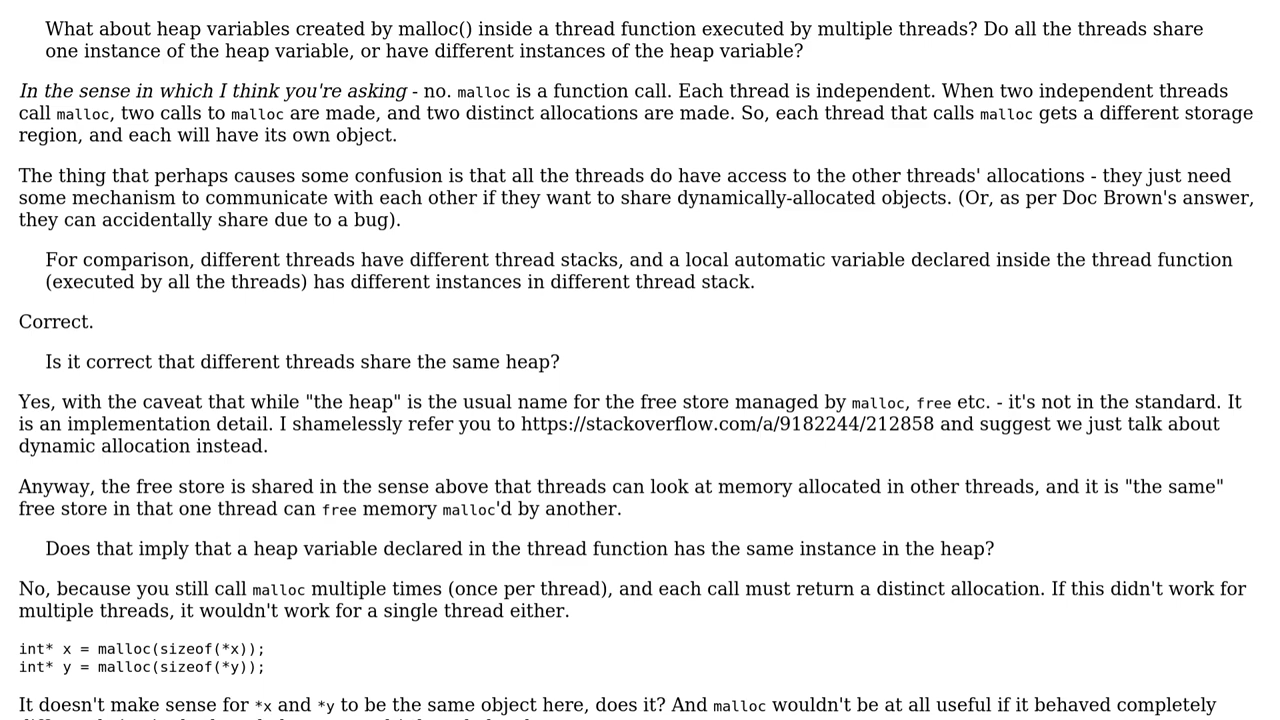 What about heap variables created by malloc() inside a thread function executed by multiple threads? Do all the threads share
one instance of the heap variable, or have different instances of the heap variable?
In the sense in which I think you're asking - no. malloc is a function call. Each thread is independent. When two independent threads
call malloc, two calls to malloc are made, and two distinct allocations are made. So, each thread that calls malloc gets a different storage
region, and each will have its own object.
The thing that perhaps causes some confusion is that all the threads do have access to the other threads' allocations - they just need
some mechanism to communicate with each other if they want to share dynamically-allocated objects. (Or, as per Doc Brown's answer,
they can accidentally share due to a bug).
For comparison, different threads have different thread stacks, and a local automatic variable declared inside the thread function
(executed by all the threads) has different instances in different thread stack.
Correct.
Is it correct that different threads share the same heap?
Yes, with the caveat that while "the heap" is the usual name for the free store managed by malloc, free etc. - it's not in the standard. It
is an implementation detail. I shamelessly refer you to https://stackoverflow.com/a/9182244/212858 and suggest we just talk about
dynamic allocation instead.
Anyway, the free store is shared in the sense above that threads can look at memory allocated in other threads, and it is "the same"
free store in that one thread can free memory malloc'd by another.
Does that imply that a heap variable declared in the thread function has the same instance in the heap?
No, because you still call malloc multiple times (once per thread), and each call must return a distinct allocation. If this didn't work for
multiple threads, it wouldn't work for a single thread either.
int* x = malloc(sizeof(*x));
int* y = malloc(sizeof(*y));
It doesn't make sense for *x and *y to be the same object here, does it? And malloc wouldn't be at all useful if it behaved completely